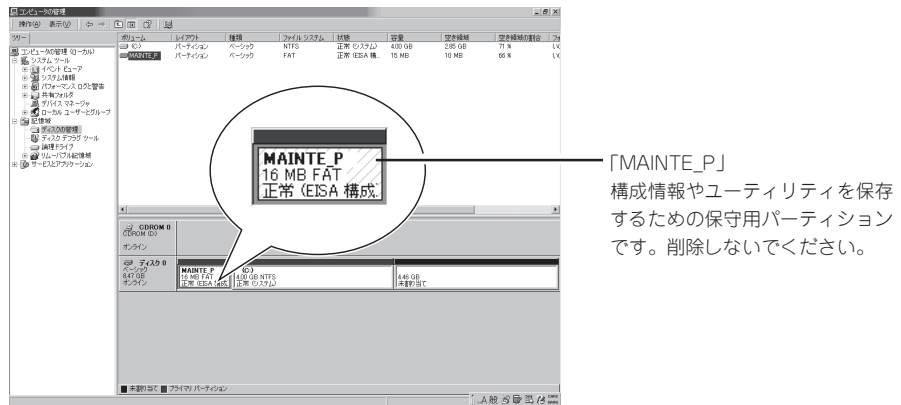 コンピュータの管理
操作(A) 表示(V)
ツリー
コンピュータの管理 (ローカル)
システム ツール
イベント ビューア
システム情報
パフォーマンス ログと警告
共有フォルダ
デバイス マネージャ
ローカル ユーザーとグループ
記憶域
ディスクの管理
ディスク デフラグ ツール
論理ドライブ
リムーバブル記憶域
サービスとアプリケーション
ボリューム レイアウト 種類 ファイル システム 状態 容量 空き領域 空き領域の割合 フォ
(C:) パーティション ベーシック NTFS 正常 (システム) 4.00 GB 2.85 GB 71 %
MAINTE_P パーティション ベーシック FAT 正常 (EISA 構... 15 MB 10 MB 66 %
MAINTE_P
16 MB FAT
正常 (EISA 構成
「MAINTE_P」
構成情報やユーティリティを保存
するための保守用パーティション
です。削除しないでください。
CDROM 0
CDROM (D:)
オンライン
ディスク 0
ベーシック
8.47 GB
オンライン
MAINTE_P
16 MB FAT
正常 (EISA 構成
(C:)
4.00 GB NTFS
正常 (システム)
4.46 GB
未割り当て
未割り当て プライマリ パーティション
A 般